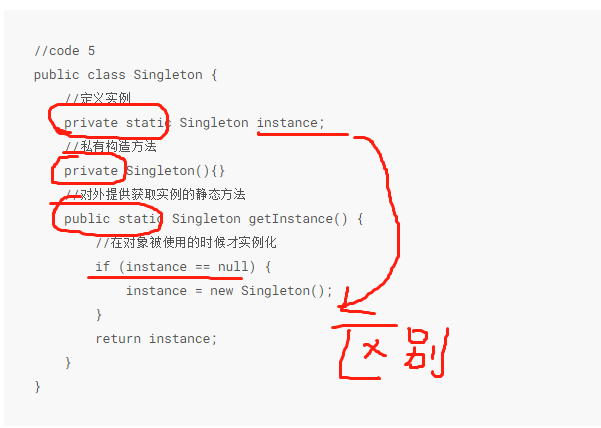 //code 5
public class Singleton {
//定义实例
private static Singleton instance;
//私有构造方法
private Singleton(){}
//对外提供获取实例的静态方法
public static Singleton getInstance() {
//在对象被使用的时候才实例化
if (instance == null) {
instance = new Singleton();
}
return instance;
}
}
区别